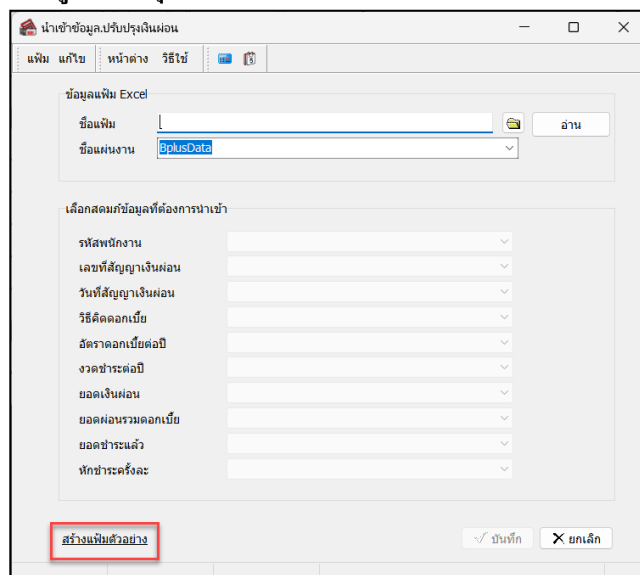 นำเข้าข้อมูล.ปรับปรุงเงินผ่อน
แฟ้ม แก้ไข หน้าต่าง วิธีใช้
ข้อมูลแฟ้ม Excel
ชื่อแฟ้ม อ่าน
ชื่อแผ่นงาน BplusData
เลือกสดมภ์ข้อมูลที่ต้องการนำเข้า
รหัสพนักงาน
เลขที่สัญญาเงินผ่อน
วันที่สัญญาเงินผ่อน
วิธีคิดดอกเบี้ย
อัตราดอกเบี้ยต่อปี
งวดชำระต่อปี
ยอดเงินผ่อน
ยอดผ่อนรวมดอกเบี้ย
ยอดชำระแล้ว
หักชำระครั้งละ
สร้างแฟ้มตัวอย่าง บันทึก ยกเลิก